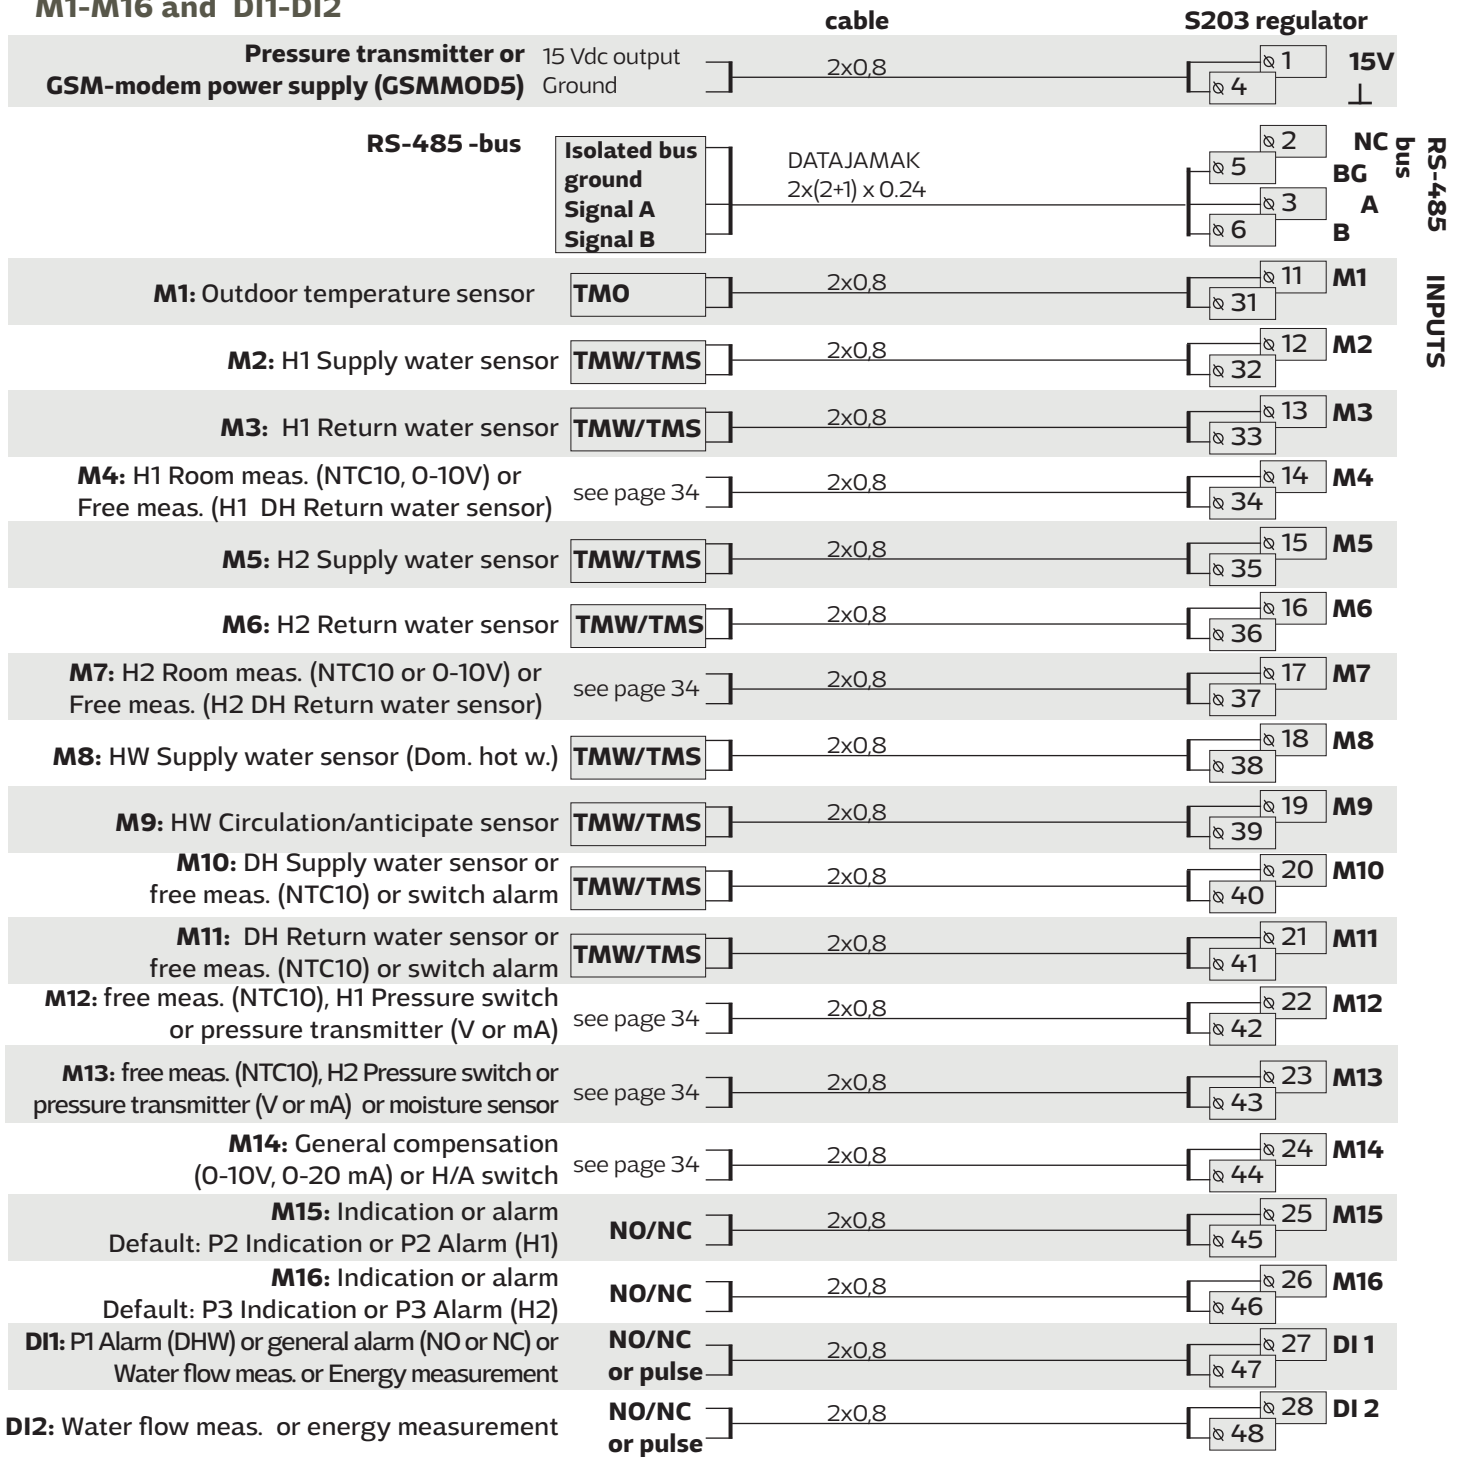 M1-M16 and DI1-DI2
cable
S203 regulator
Pressure transmitter or
GSM-modem power supply (GSMMOD5)
15 Vdc output
Ground
2x0,8
1
4
15V
RS-485 -bus
Isolated bus
ground
Signal A
Signal B
DATAJAMAK
2x(2+1) x 0.24
2
5
3
6
NC
BG
A
B
RS-485
bus
INPUTS
M1: Outdoor temperature sensor
TMO
2x0,8
11
31
M1
M2: H1 Supply water sensor
TMW/TMS
2x0,8
12
32
M2
M3: H1 Return water sensor
TMW/TMS
2x0,8
13
33
M3
M4: H1 Room meas. (NTC10, 0-10V) or
Free meas. (H1 DH Return water sensor)
see page 34
2x0,8
14
34
M4
M5: H2 Supply water sensor
TMW/TMS
2x0,8
15
35
M5
M6: H2 Return water sensor
TMW/TMS
2x0,8
16
36
M6
M7: H2 Room meas. (NTC10 or 0-10V) or
Free meas. (H2 DH Return water sensor)
see page 34
2x0,8
17
37
M7
M8: HW Supply water sensor (Dom. hot w.)
TMW/TMS
2x0,8
18
38
M8
M9: HW Circulation/anticipate sensor
TMW/TMS
2x0,8
19
39
M9
M10: DH Supply water sensor or
free meas. (NTC10) or switch alarm
TMW/TMS
2x0,8
20
40
M10
M11: DH Return water sensor or
free meas. (NTC10) or switch alarm
TMW/TMS
2x0,8
21
41
M11
M12: free meas. (NTC10), H1 Pressure switch
or pressure transmitter (V or mA)
see page 34
2x0,8
22
42
M12
M13: free meas. (NTC10), H2 Pressure switch or
pressure transmitter (V or mA) or moisture sensor
see page 34
2x0,8
23
43
M13
M14: General compensation
(0-10V, 0-20 mA) or H/A switch
see page 34
2x0,8
24
44
M14
M15: Indication or alarm
Default: P2 Indication or P2 Alarm (H1)
NO/NC
2x0,8
25
45
M15
M16: Indication or alarm
Default: P3 Indication or P3 Alarm (H2)
NO/NC
2x0,8
26
46
M16
DI1: P1 Alarm (DHW) or general alarm (NO or NC) or
Water flow meas. or Energy measurement
NO/NC
or pulse
2x0,8
27
47
DI 1
DI2: Water flow meas. or energy measurement
NO/NC
or pulse
2x0,8
28
48
DI 2